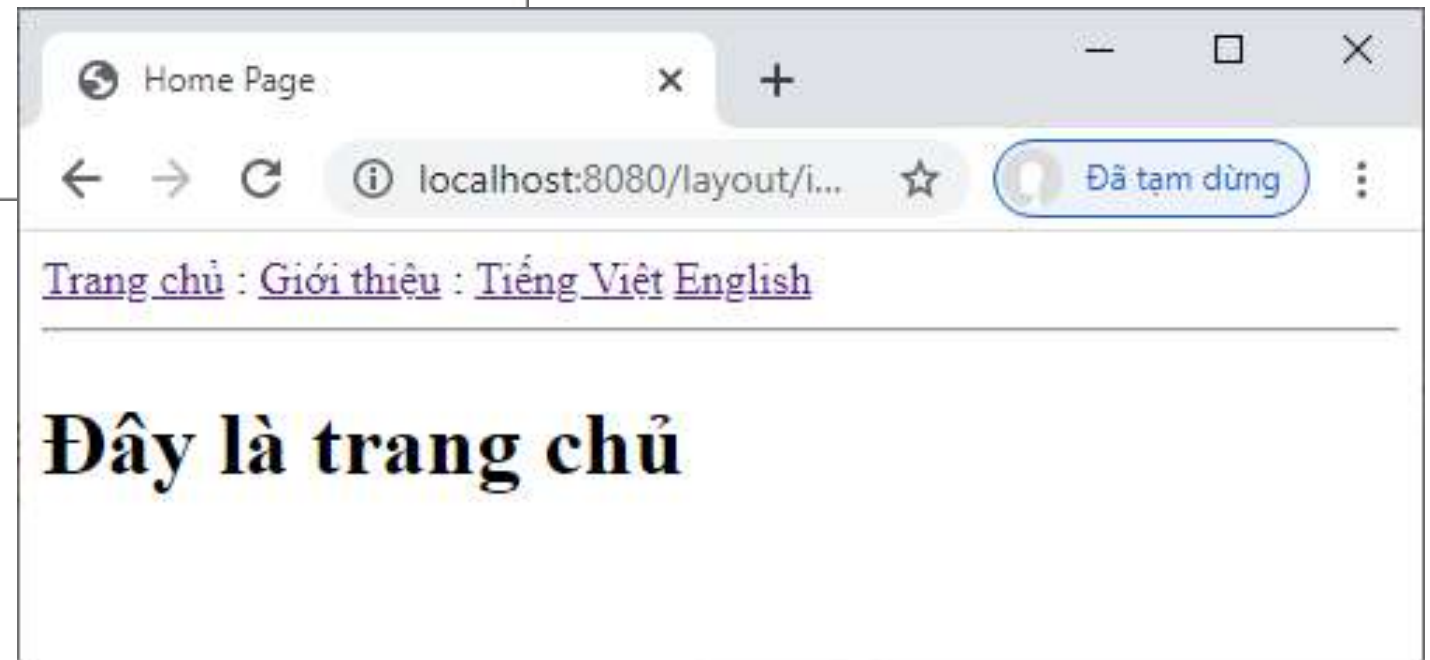 Home Page
localhost:8080/layout/i...
Đã tạm dừng
Trang chủ : Giới thiệu : Tiếng Việt English
Đây là trang chủ